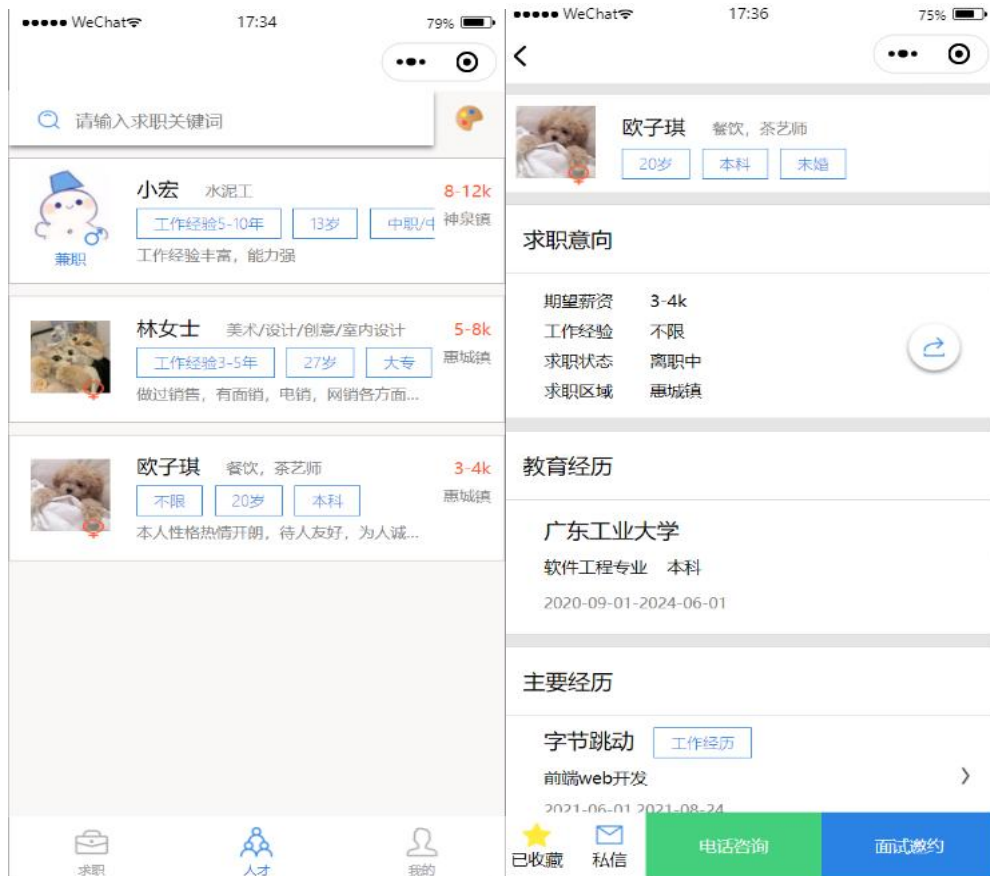 WeChat 17:34 79%
请输入求职关键词
小宏 水泥工 8-12k
工作经验5-10年 13岁 中职/中 神泉镇
兼职 工作经验丰富，能力强
林女士 美术/设计/创意/室内设计 5-8k
工作经验3-5年 27岁 大专 惠城镇
做过销售，有面销，电销，网销各方面...
欧子琪 餐饮，茶艺师 3-4k
不限 20岁 本科 惠城镇
本人性格热情开朗，待人友好，为人诚...
求职 人才 我的
WeChat 17:36 75%
欧子琪 餐饮，茶艺师
20岁 本科 未婚
求职意向
期望薪资 3-4k
工作经验 不限
求职状态 离职中
求职区域 惠城镇
教育经历
广东工业大学
软件工程专业 本科
2020-09-01-2024-06-01
主要经历
字节跳动 工作经历
前端web开发
2021-06-01 2021-08-24
已收藏 私信 电话咨询 面试邀约